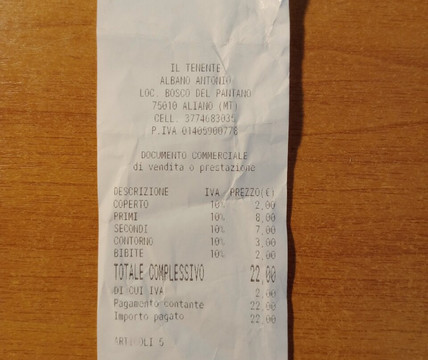 IL TENENTE
ALBANO ANTONIO
LOC. BOSCO DEL PANTANO
75010 ALIANO (MT)
CELL. 3774683035
P.IVA 01405900778
DOCUMENTO COMMERCIALE
di vendita o prestazione
DESCRIZIONE IVA PREZZO(€)
COPERTO 10% 2,00
PRIMI 10% 8,00
SECONDI 10% 7,00
CONTORNO 10% 3,00
BIBITE 10% 2,00
TOTALE COMPLESSIVO 22,00
DI CUI IVA 2,00
Pagamento contante 22,00
Importo pagato 22,00
ARTICOLI 5